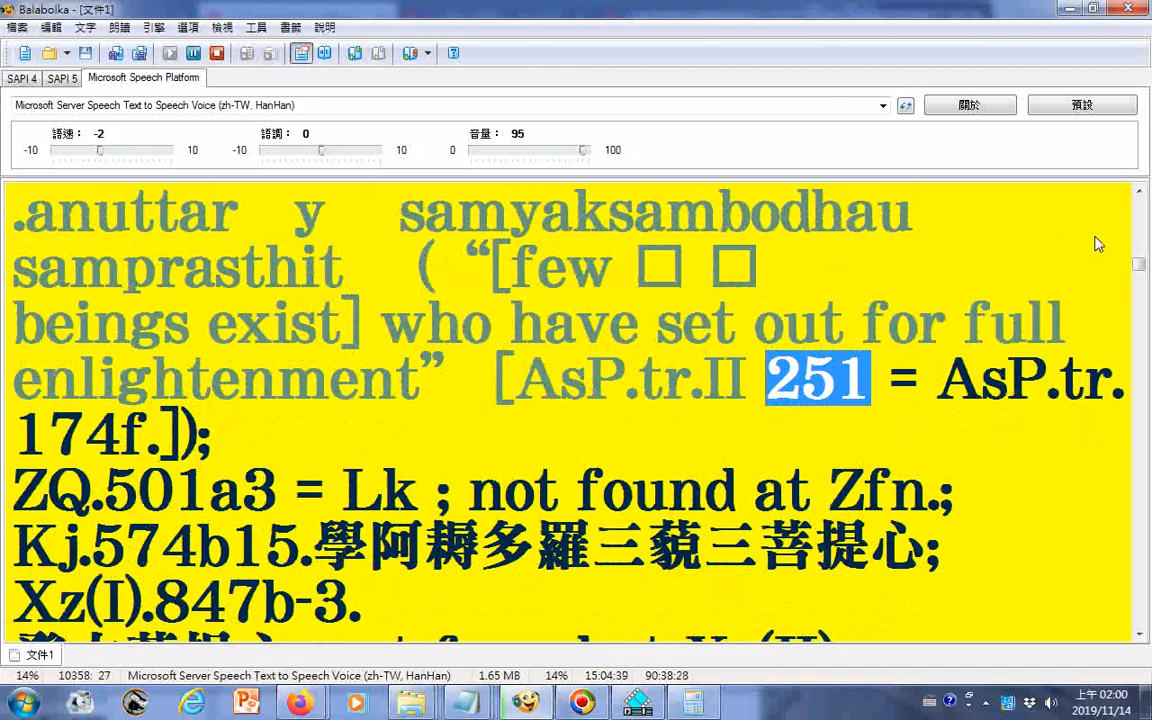 Balabolka - [文件1]
檔案 編輯 文字 朗讀 引擎 選項 檢視 工具 書籤 說明
SAPI 4 SAPI 5 Microsoft Speech Platform
Microsoft Server Speech Text to Speech Voice (zh-TW, HanHan) 關於 預設
語速： -2 語調： 0 音量： 95
-10 10 -10 10 0 100
.anuttar y samyaksambodhau
samprasthit ( “[few □ □
beings exist] who have set out for full
enlightenment” [AsP.tr.II 251 = AsP.tr.
174f.]);
ZQ.501a3 = Lk ; not found at Zfn.;
Kj.574b15.學阿耨多羅三藐三菩提心;
Xz(I).847b-3.
文件1
14% 10358: 27 Microsoft Server Speech Text to Speech Voice (zh-TW, HanHan) 1.65 MB 14% 15:04:39 90:38:28
上午 02:00
2019/11/14